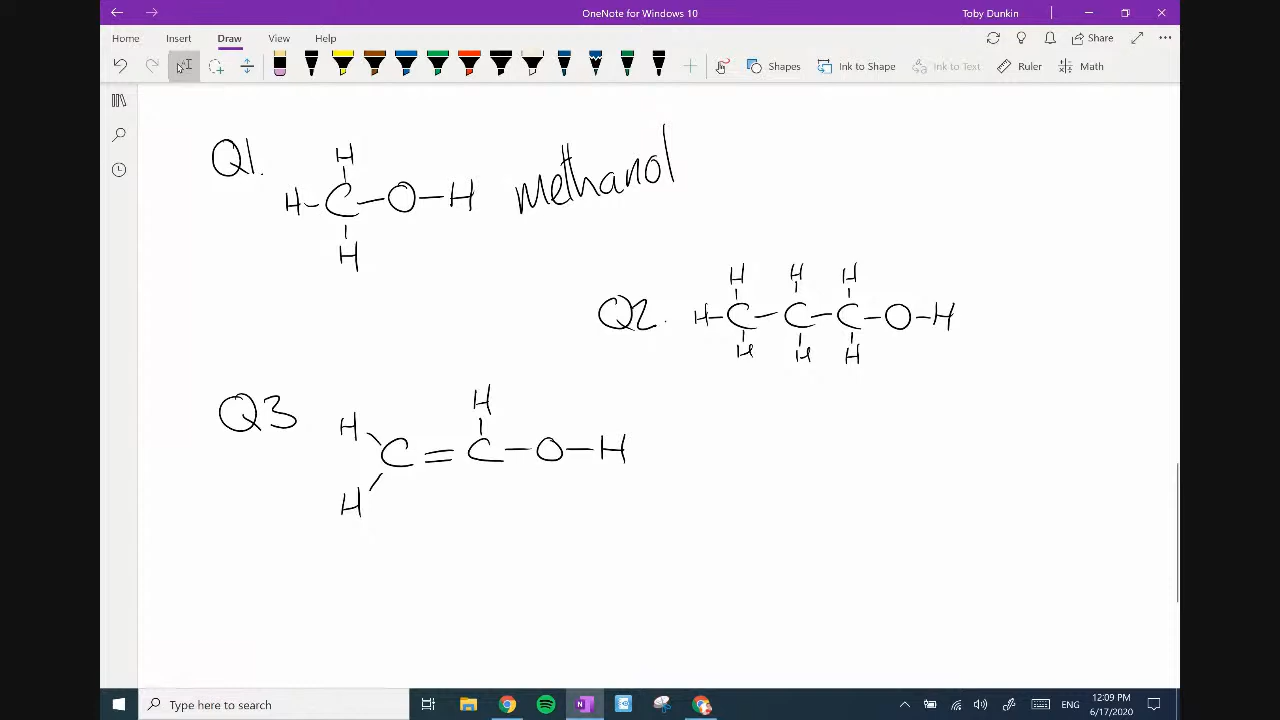 OneNote for Windows 10
Toby Dunkin
Home Insert Draw View Help
Share
Shapes Ink to Shape Ink to Text Ruler Math
Q1.
H
H-C-O-H methanol
H
Q2.
H H H
H-C-C-C-O-H
H H H
Q3
H H
C=C-O-H
H
Type here to search
ENG
12:09 PM
6/17/2020